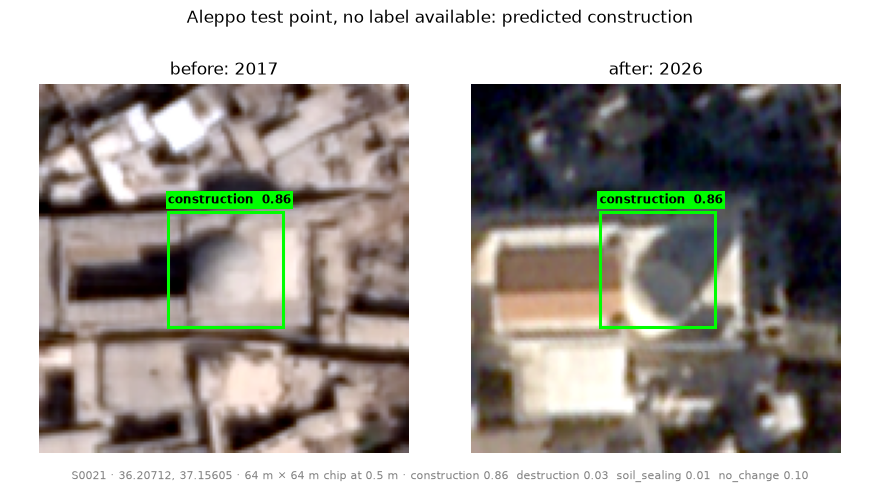 Aleppo test point, no label available: predicted construction
before: 2017
after: 2026
construction 0.86
construction 0.86
S0021 · 36.20712, 37.15605 · 64 m × 64 m chip at 0.5 m · construction 0.86 destruction 0.03 soil_sealing 0.01 no_change 0.10